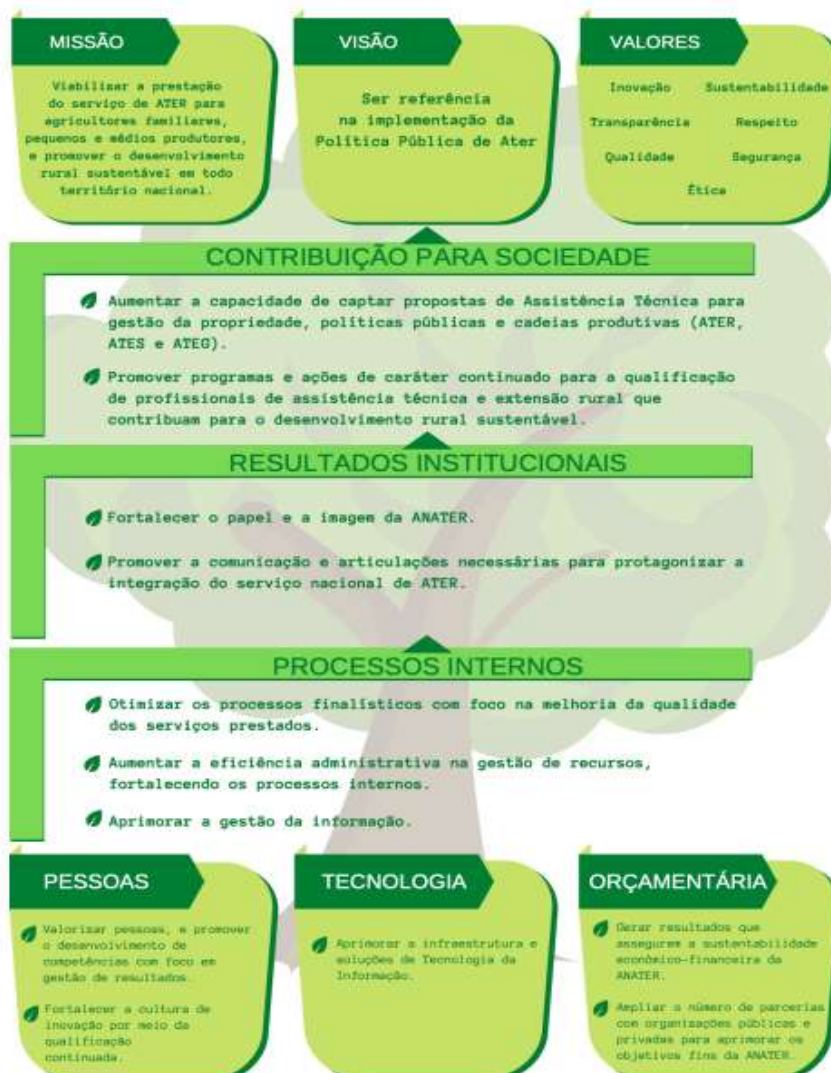 MISSÃO
Viabilizar a prestação
do serviço de ATER para
agricultores familiares,
pequenos e médios produtores,
e promover o desenvolvimento
rural sustentável em todo
território nacional.
VISÃO
Ser referência
na implementação da
Política Pública de Ater
VALORES
Inovação Sustentabilidade
Transparência Respeito
Qualidade Segurança
Ética
CONTRIBUIÇÃO PARA SOCIEDADE
Aumentar a capacidade de captar propostas de Assistência Técnica para
gestão da propriedade, políticas públicas e cadeias produtivas (ATER,
ATES e ATEG).
Promover programas e ações de caráter continuado para a qualificação
de profissionais de assistência técnica e extensão rural que
contribuam para o desenvolvimento rural sustentável.
RESULTADOS INSTITUCIONAIS
Fortalecer o papel e a imagem da ANATER.
Promover a comunicação e articulações necessárias para protagonizar a
integração do serviço nacional de ATER.
PROCESSOS INTERNOS
Otimizar os processos finalísticos com foco na melhoria da qualidade
dos serviços prestados.
Aumentar a eficiência administrativa na gestão de recursos,
fortalecendo os processos internos.
Aprimorar a gestão da informação.
PESSOAS
Valorizar pessoas, e promover
o desenvolvimento de
competências com foco em
gestão de resultados.
Fortalecer a cultura de
inovação por meio da
qualificação
continuada.
TECNOLOGIA
Aprimorar a infraestrutura e
soluções de Tecnologia da
Informação.
ORÇAMENTÁRIA
Gerar resultados que
assegurem a sustentabilidade
econômico-financeira da
ANATER.
Ampliar o número de parcerias
com organizações públicas e
privadas para aprimorar os
objetivos fins da ANATER.